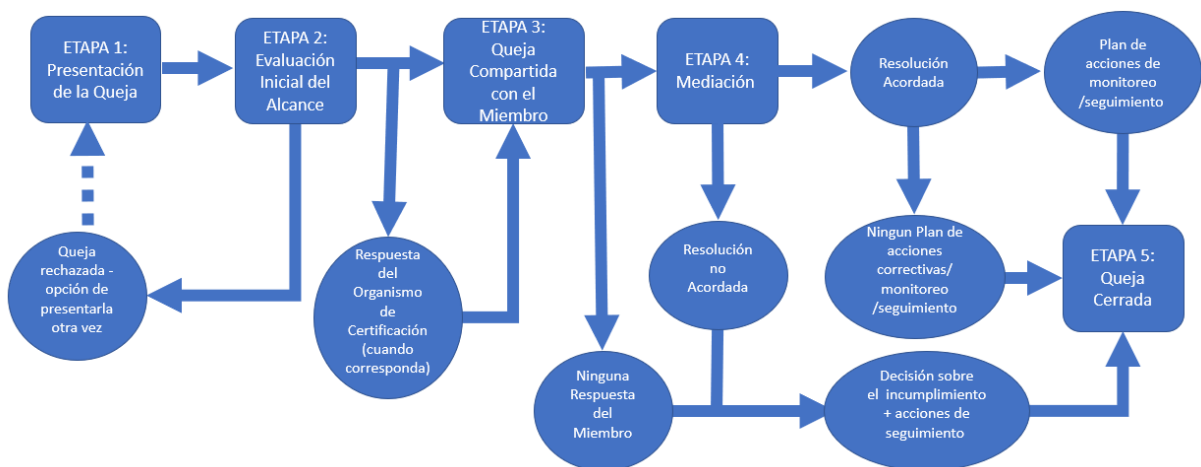 ETAPA 1:
Presentación
de la Queja
ETAPA 2:
Evaluación
Inicial del
Alcance
ETAPA 3:
Queja
Compartida
con el
Miembro
ETAPA 4:
Mediación
Resolución
Acordada
Plan de
acciones de
monitoreo
/seguimiento
Queja
rechazada -
opción de
presentarla
otra vez
Respuesta
del
Organismo
de
Certificación
(cuando
corresponda)
Resolución
no
Acordada
Ningun Plan de
acciones
correctivas/
monitoreo
/seguimiento
ETAPA 5:
Queja
Cerrada
Ninguna
Respuesta
del
Miembro
Decisión sobre
el incumplimiento
+ acciones de
seguimiento